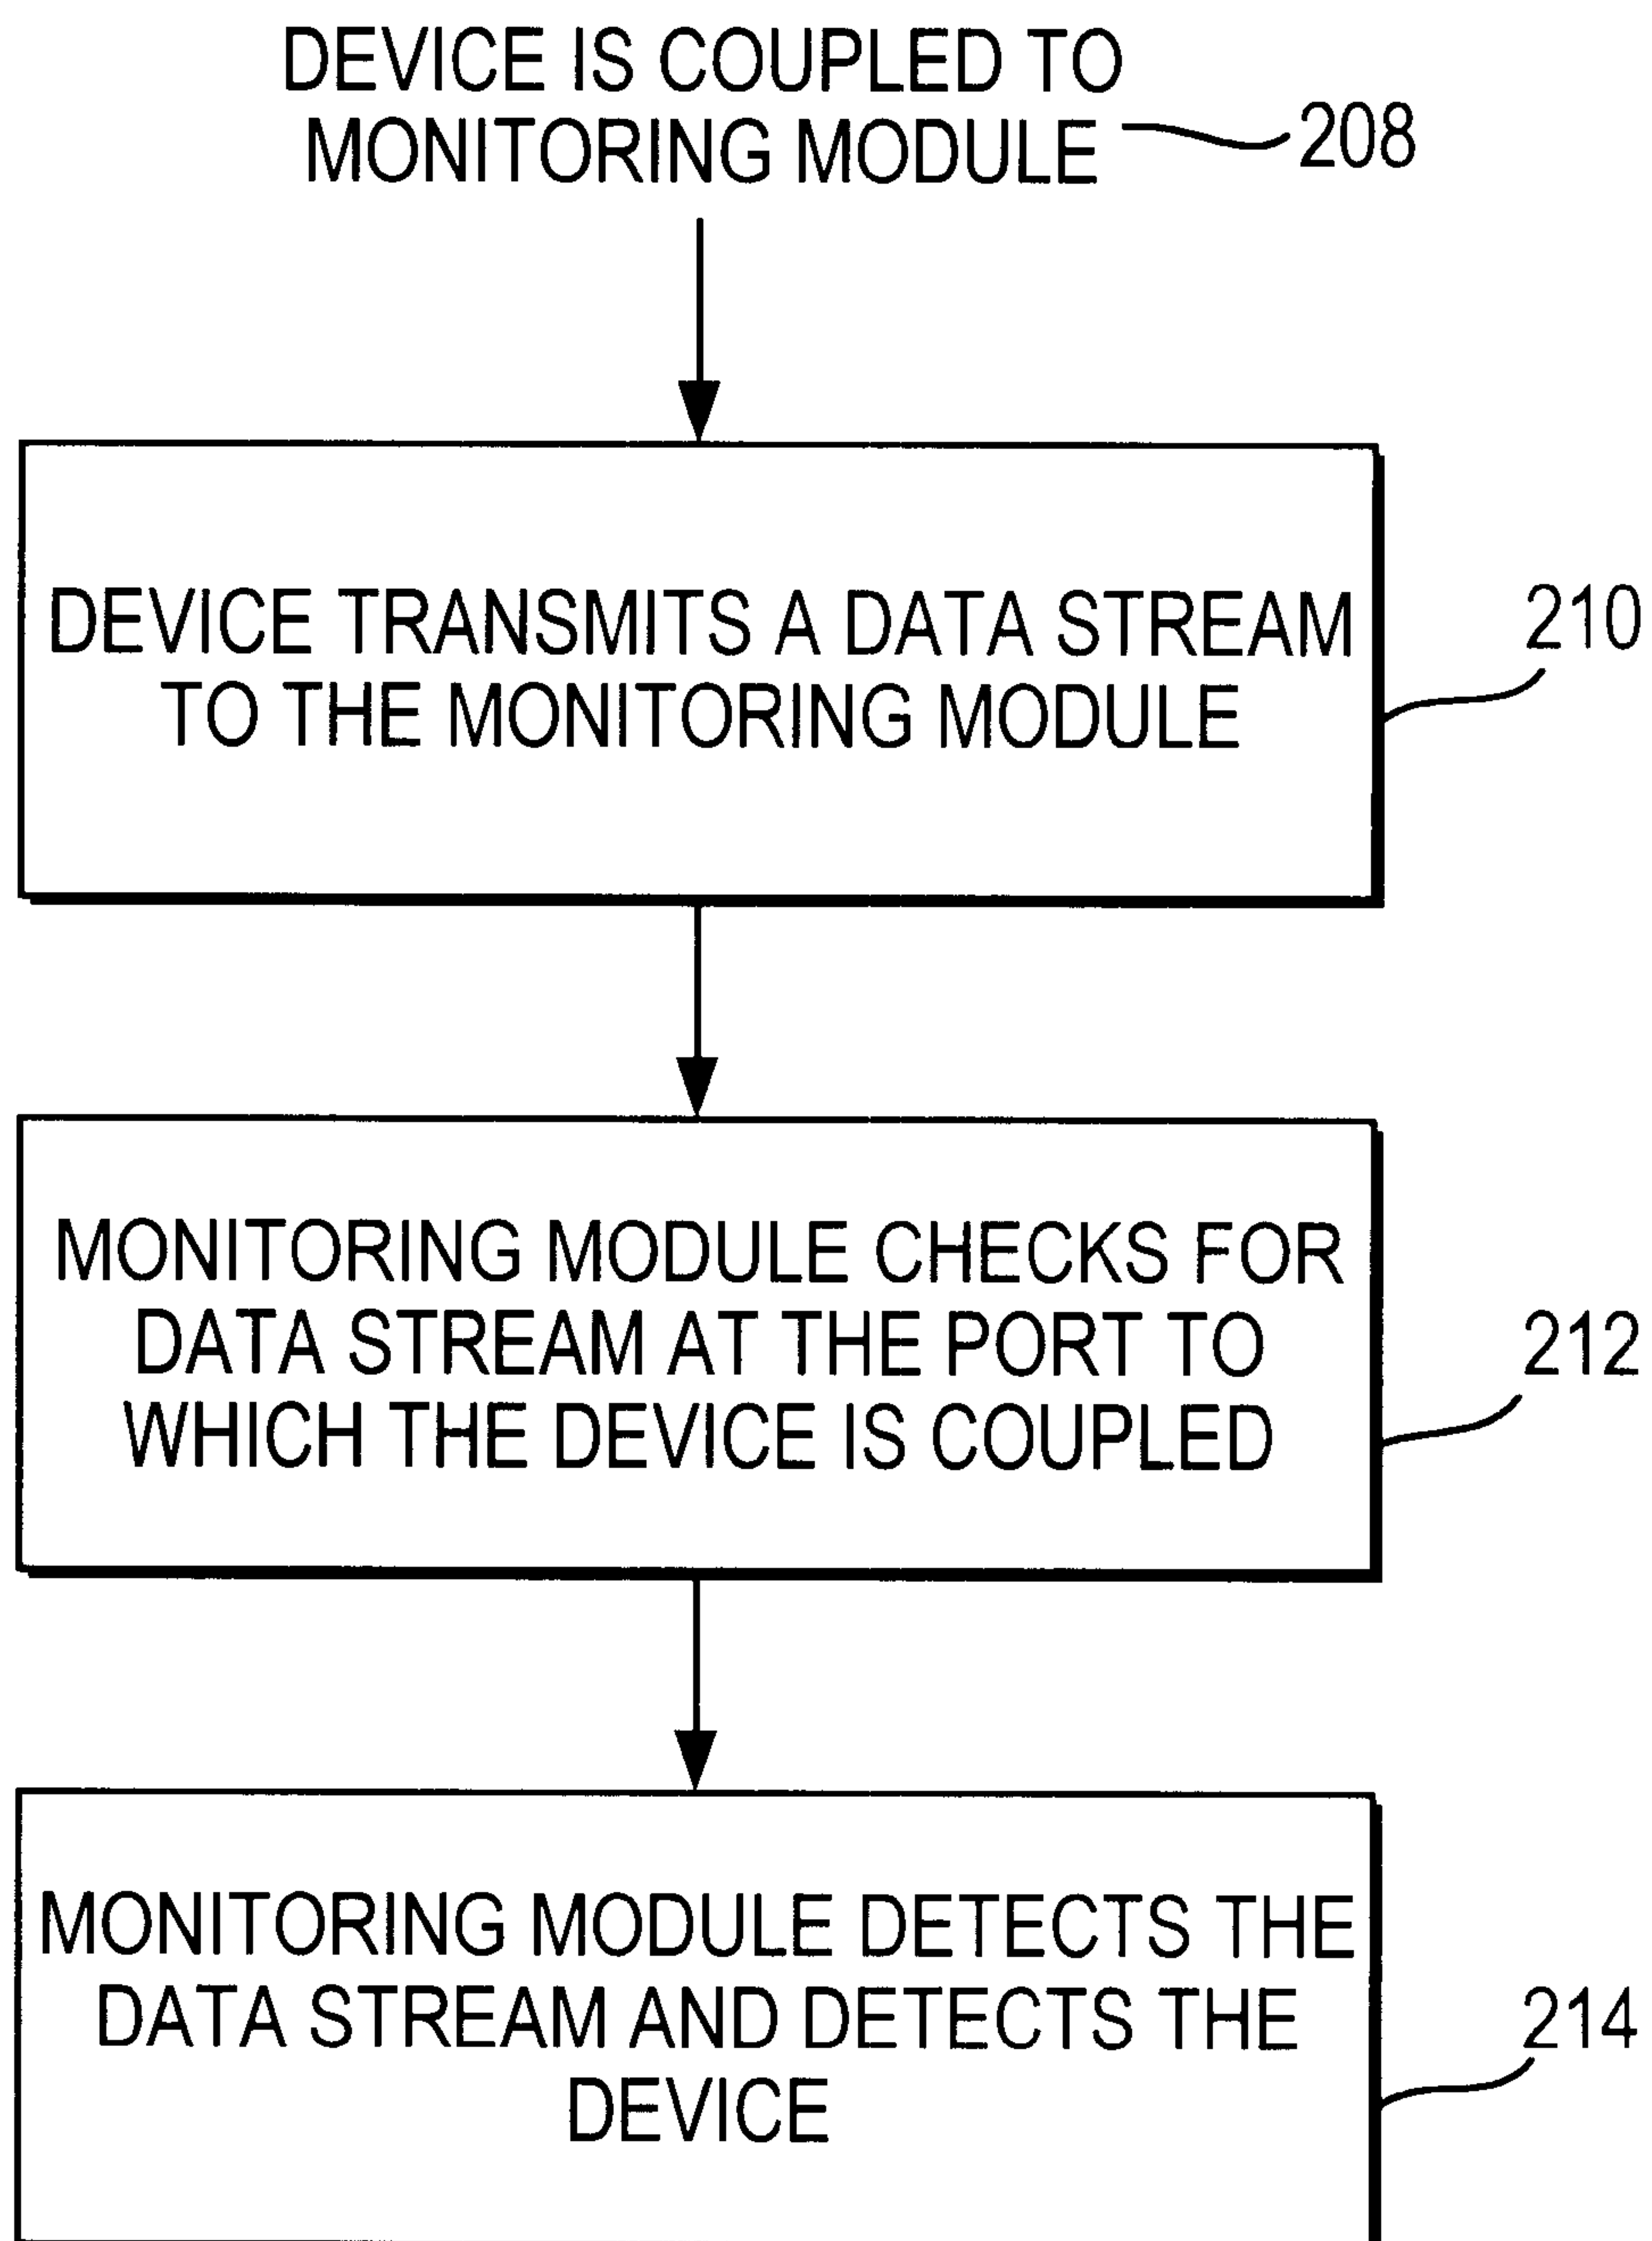 DEVICE IS COUPLED TO
MONITORING MODULE 208
DEVICE TRANSMITS A DATA STREAM
TO THE MONITORING MODULE
210
MONITORING MODULE CHECKS FOR
DATA STREAM AT THE PORT TO
WHICH THE DEVICE IS COUPLED
212
MONITORING MODULE DETECTS THE
DATA STREAM AND DETECTS THE
DEVICE
214